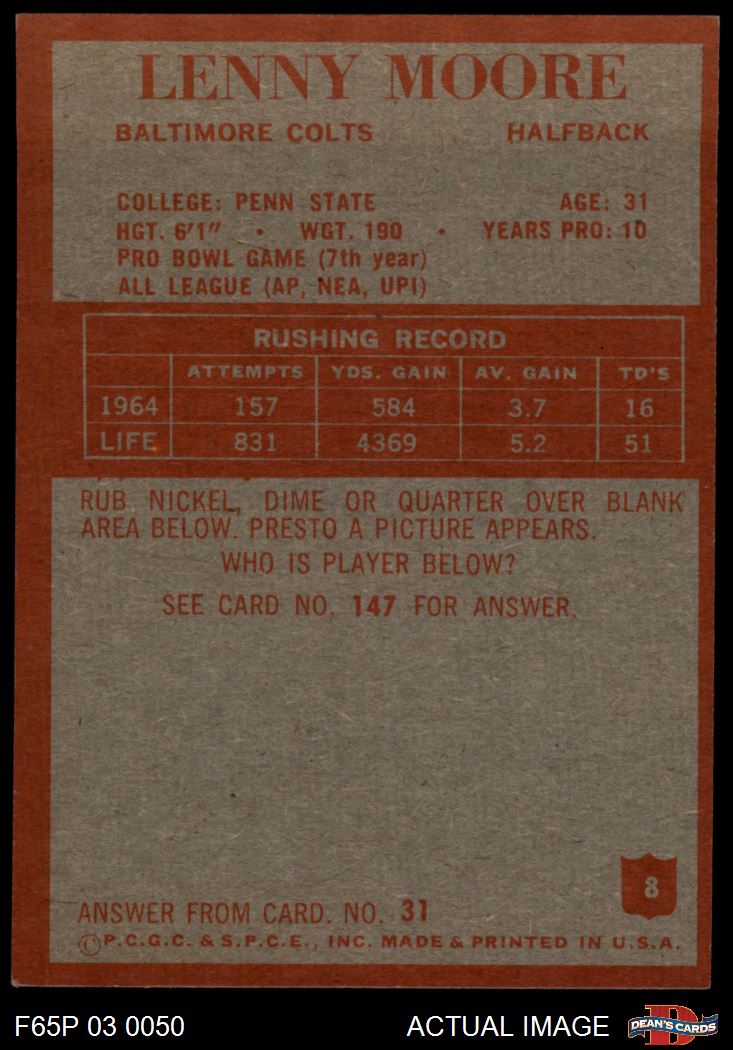 LENNY MOORE
BALTIMORE COLTS HALFBACK
COLLEGE: PENN STATE AGE: 31
HGT. 6'1" • WGT. 190 • YEARS PRO: 10
PRO BOWL GAME (7th year)
ALL LEAGUE (AP, NEA, UPI)
RUSHING RECORD
ATTEMPTS YDS. GAIN AV. GAIN TD'S
1964 157 584 3.7 16
LIFE 831 4369 5.2 51
RUB NICKEL, DIME OR QUARTER OVER BLANK
AREA BELOW. PRESTO A PICTURE APPEARS.
WHO IS PLAYER BELOW?
SEE CARD NO. 147 FOR ANSWER.
8
ANSWER FROM CARD. NO. 31
©P.C.G.C. & S.P.C.E., INC. MADE & PRINTED IN U.S.A.
F65P 03 0050 ACTUAL IMAGE D DEAN'S CARDS